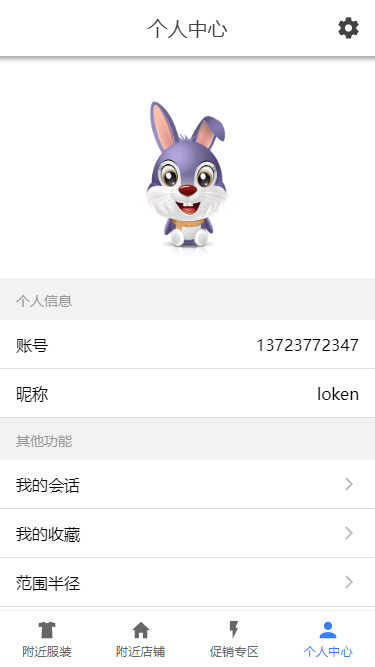 个人中心
个人信息
账号 13723772347
昵称 loken
其他功能
我的会话
我的收藏
范围半径
附近服装 附近店铺 促销专区 个人中心